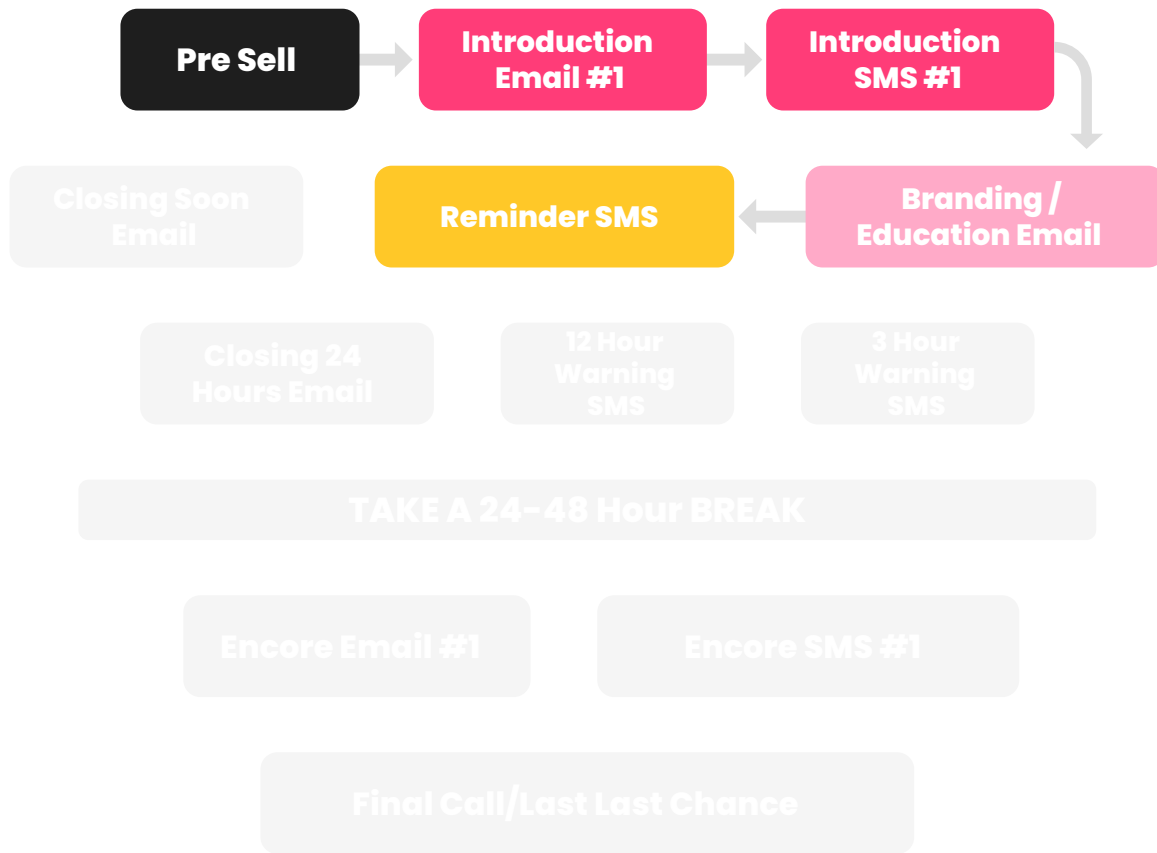 Pre Sell
Introduction
Email #1
Introduction
SMS #1
Closing Soon
Email
Reminder SMS
Branding /
Education Email
Closing 24
Hours Email
12 Hour
Warning
SMS
3 Hour
Warning
SMS
TAKE A 24-48 Hour BREAK
Encore Email #1
Encore SMS #1
Final Call/Last Last Chance